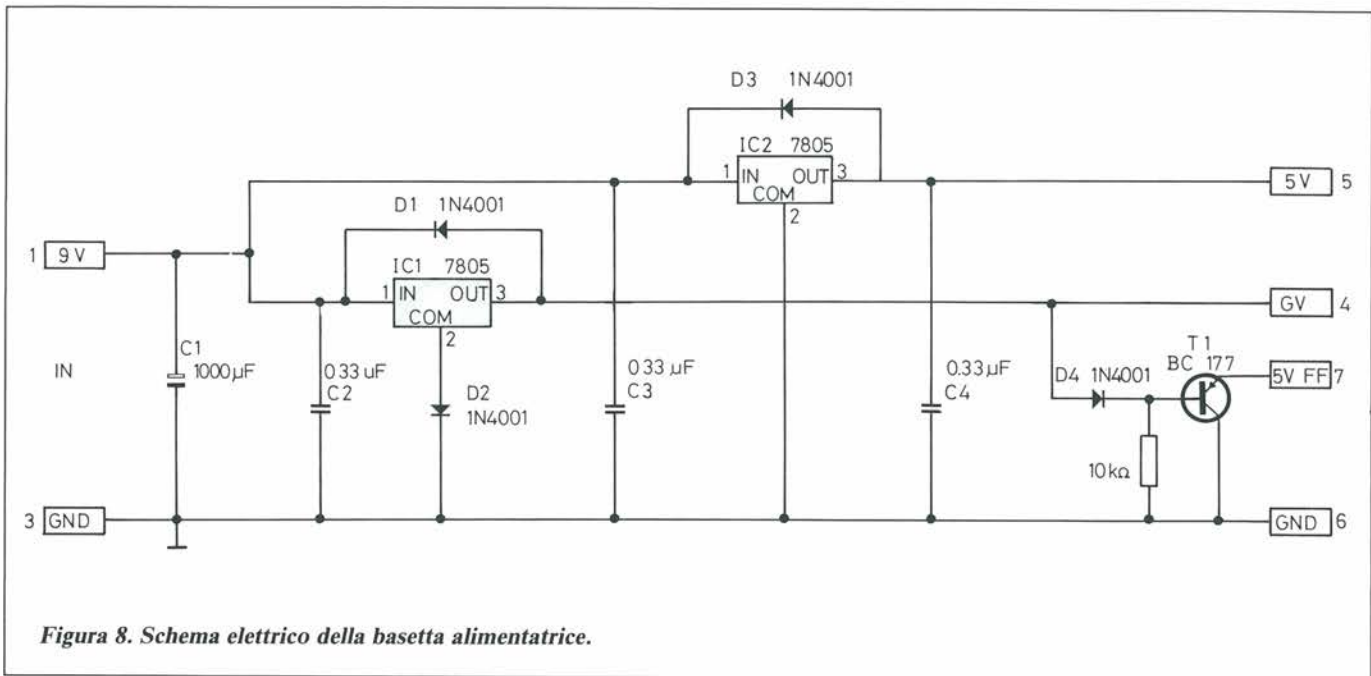 D3 1N4001
IC2 7805
1 IN OUT 3
COM
2
5V 5
D1 1N4001
1 9V
IC1 7805
1 IN OUT 3
COM
2
GV 4
C1
1000µF
IN
0.33 uF
C2
D2
1N4001
0.33 µF
C3
0.33µF
C4
T1
BC 177
D4 1N4001
5V FF 7
10kΩ
3 GND
GND 6
Figura 8. Schema elettrico della basetta alimentatrice.